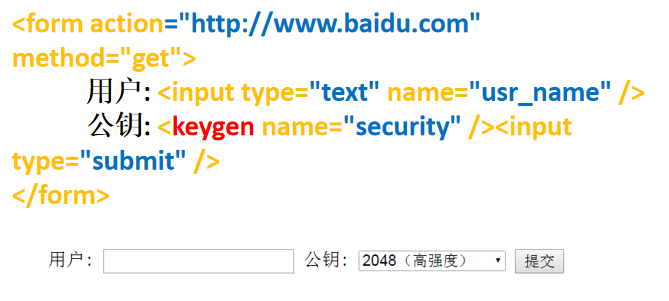 <form action="http://www.baidu.com"
method="get">
用户: <input type="text" name="usr_name" />
公钥: <keygen name="security" /><input
type="submit" />
</form>
用户: 公钥: 2048（高强度） 提交